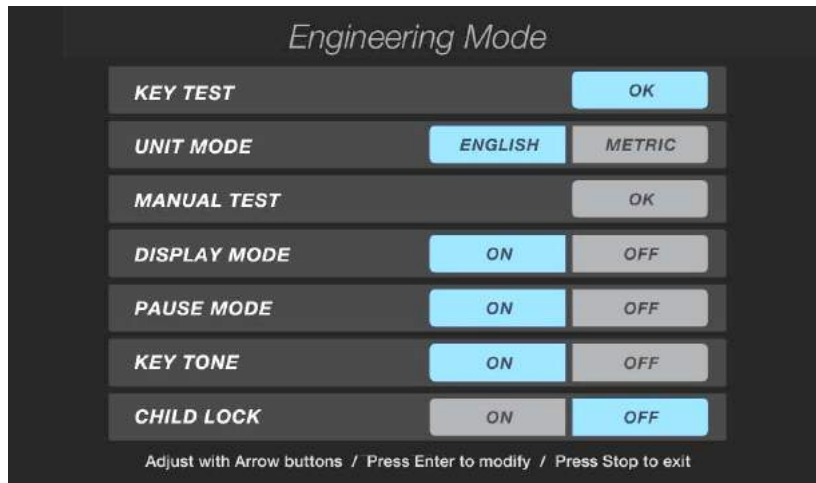 Engineering Mode
KEY TEST OK
UNIT MODE ENGLISH METRIC
MANUAL TEST OK
DISPLAY MODE ON OFF
PAUSE MODE ON OFF
KEY TONE ON OFF
CHILD LOCK ON OFF
Adjust with Arrow buttons / Press Enter to modify / Press Stop to exit